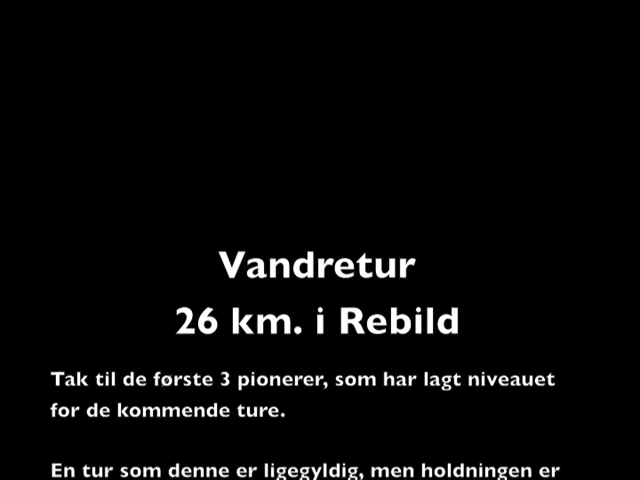 Vandretur
26 km. i Rebild
Tak til de første 3 pionerer, som har lagt niveauet
for de kommende ture.
En tur som denne er ligegyldig, men holdningen er